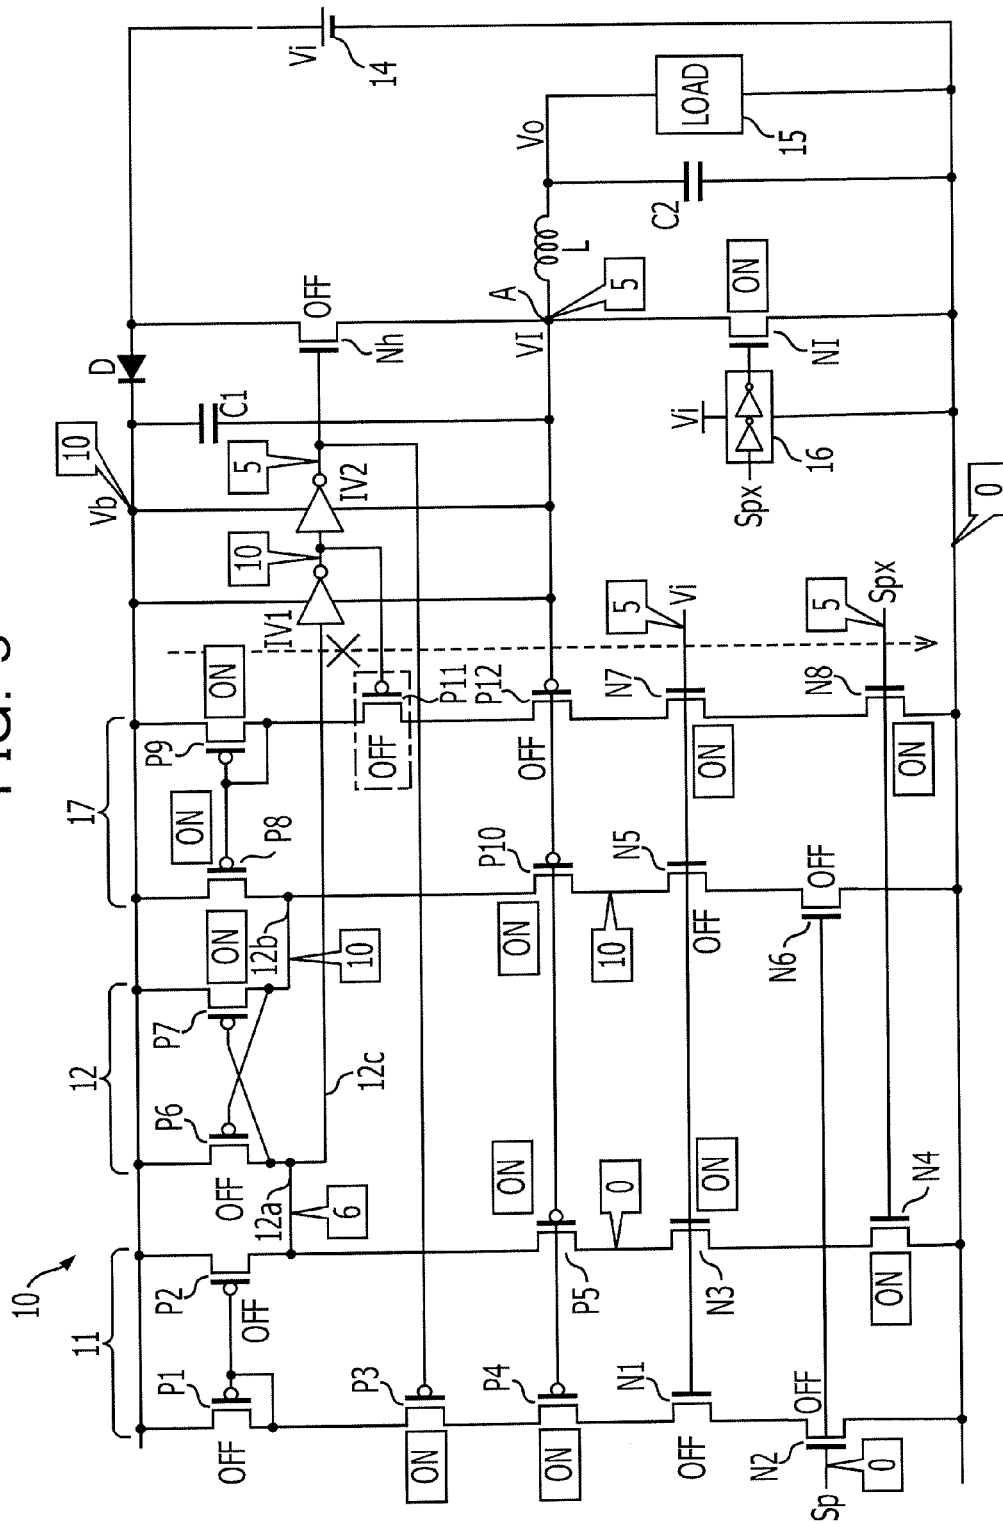 10
11
12
17
Vb
10
D
Vi
14
P1
P2
P6
P7
P8
P9
OFF
OFF
OFF
ON
ON
ON
C1
12a
6
12b
10
12c
IV1
10
IV2
5
Nh
OFF
P3
ON
P11
OFF
P4
ON
P5
ON
P10
ON
P12
OFF
VI
A
5
L
Vo
0
10
N1
OFF
N3
ON
N5
OFF
N7
ON
Vi
5
Vi
Spx
16
NI
ON
C2
LOAD
15
Sp
0
N2
OFF
N4
ON
N6
OFF
N8
ON
Spx
5
0